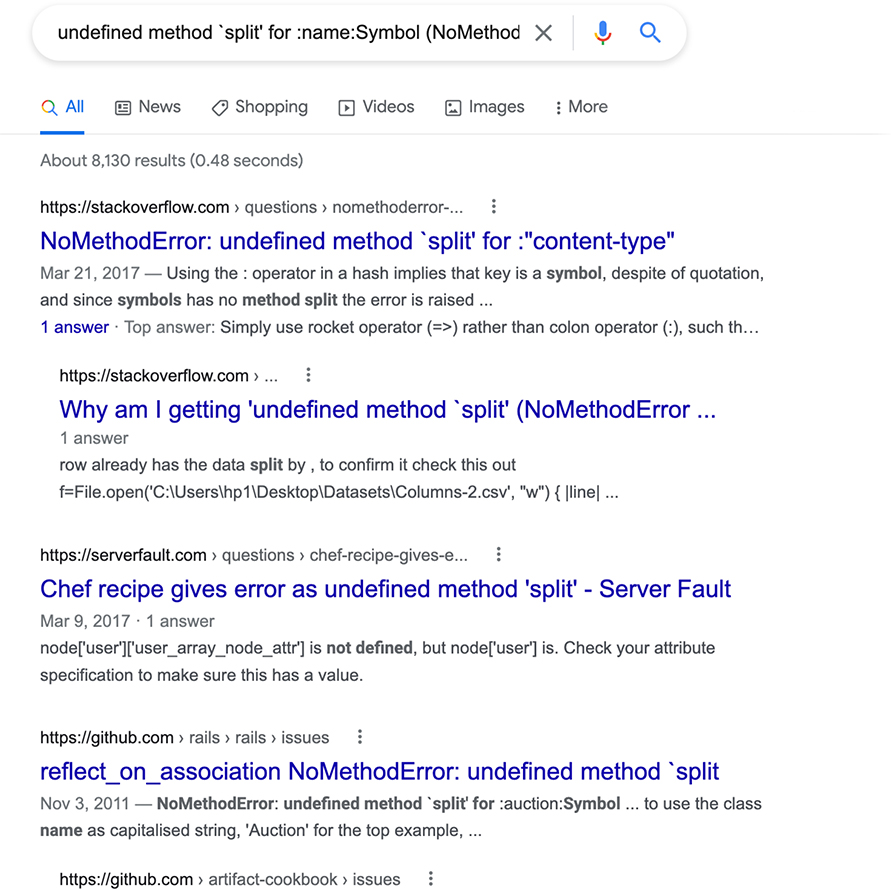 undefined method `split' for :name:Symbol (NoMethod
All News Shopping Videos Images More
About 8,130 results (0.48 seconds)
https://stackoverflow.com › questions › nomethoderror-...
NoMethodError: undefined method `split' for :"content-type"
Mar 21, 2017 — Using the : operator in a hash implies that key is a symbol, despite of quotation,
and since symbols has no method split the error is raised ...
1 answer · Top answer: Simply use rocket operator (=>) rather than colon operator (:), such th…
https://stackoverflow.com › ...
Why am I getting 'undefined method `split' (NoMethodError ...
1 answer
row already has the data split by , to confirm it check this out
f=File.open('C:\Users\hp1\Desktop\Datasets\Columns-2.csv', "w") { |line| ...
https://serverfault.com › questions › chef-recipe-gives-e...
Chef recipe gives error as undefined method 'split' - Server Fault
Mar 9, 2017 · 1 answer
node['user']['user_array_node_attr'] is not defined, but node['user'] is. Check your attribute
specification to make sure this has a value.
https://github.com › rails › rails › issues
reflect_on_association NoMethodError: undefined method `split
Nov 3, 2011 — NoMethodError: undefined method `split' for :auction:Symbol ... to use the class
name as capitalised string, 'Auction' for the top example, ...
https://github.com › artifact-cookbook › issues